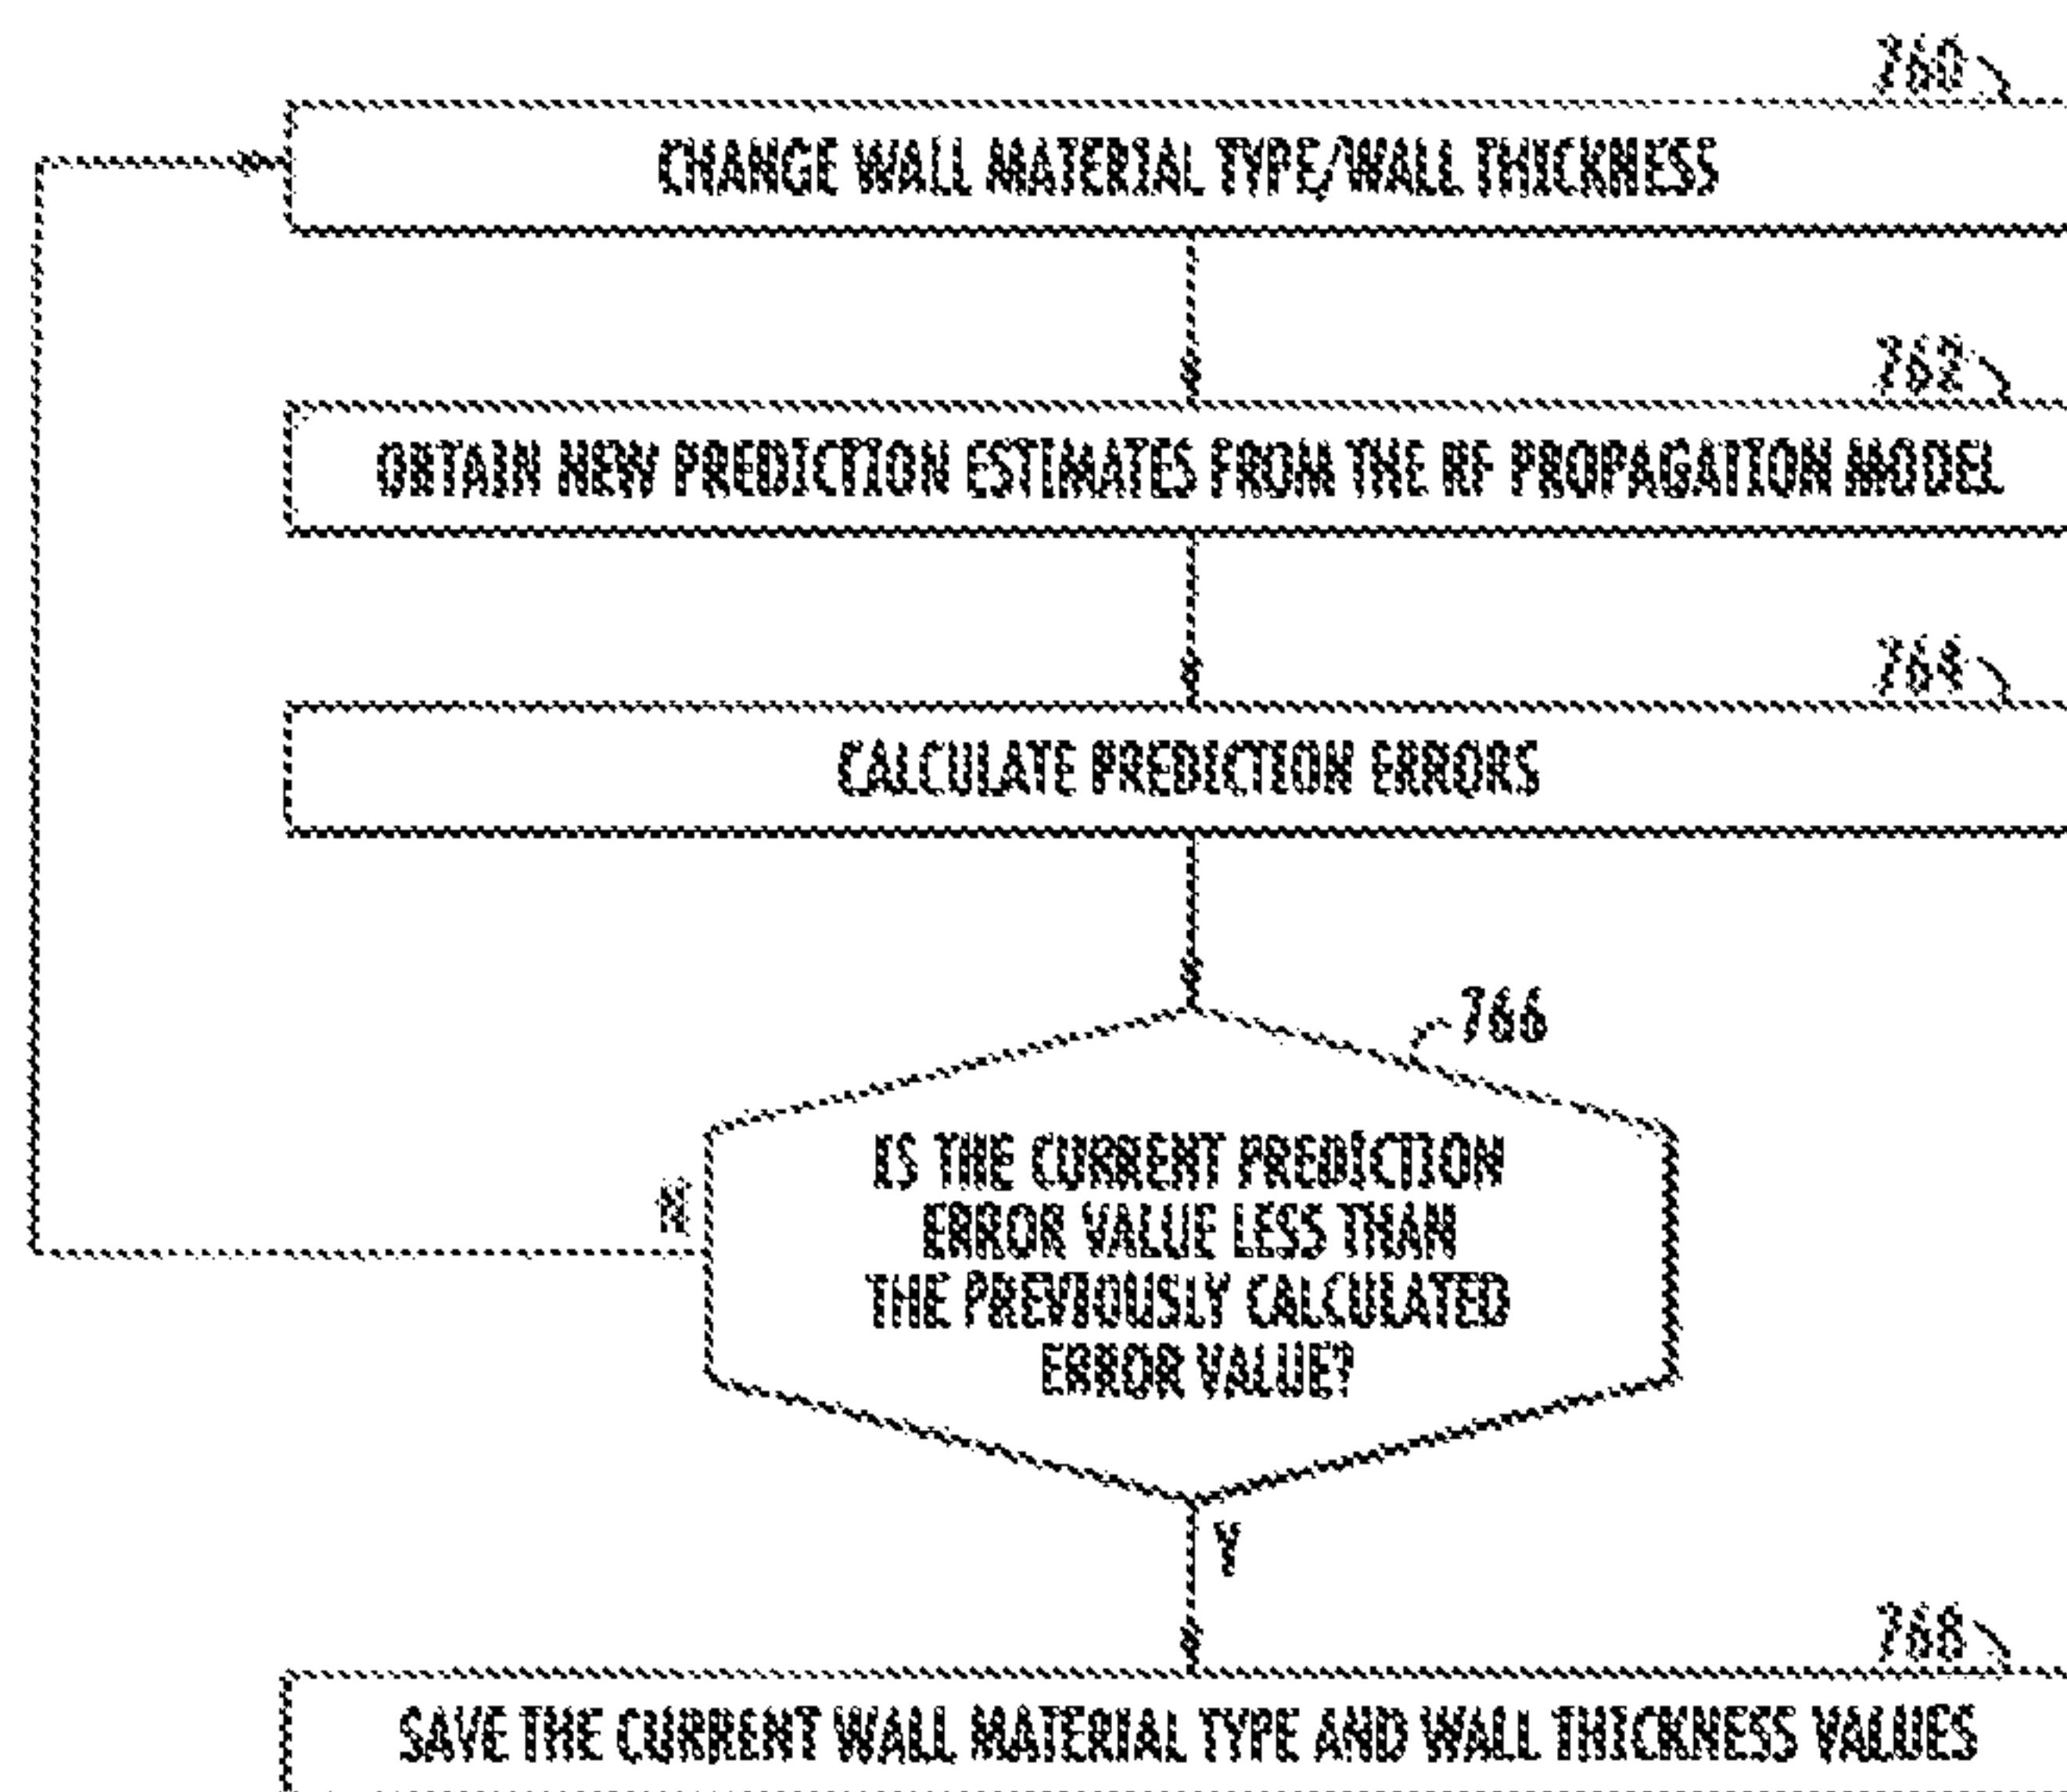 760
CHANGE WALL MATERIAL TYPE/WALL THICKNESS
762
OBTAIN NEW PREDICTION ESTIMATES FROM THE RF PROPAGATION MODEL
764
CALCULATE PREDICTION ERRORS
766
IS THE CURRENT PREDICTION
ERROR VALUE LESS THAN
THE PREVIOUSLY CALCULATED
ERROR VALUE?
N
Y
768
SAVE THE CURRENT WALL MATERIAL TYPE AND WALL THICKNESS VALUES